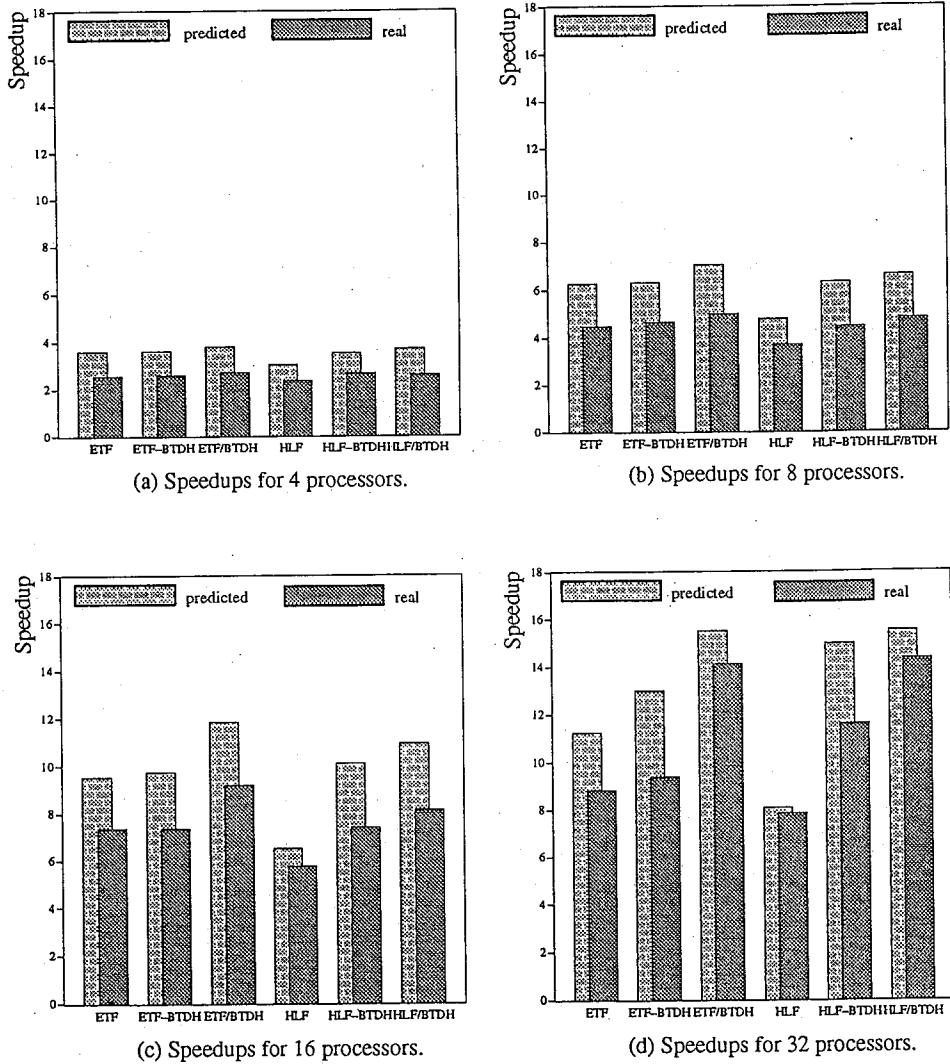 Speedup
predicted
real
18
16
14
12
10
8
6
4
2
0
ETF
ETF–BTDH
ETF/BTDH
HLF
HLF–BTDH
HLF/BTDH
(a) Speedups for 4 processors.
Speedup
predicted
real
18
16
14
12
10
8
6
4
2
0
ETF
ETF–BTDH
ETF/BTDH
HLF
HLF–BTDH
HLF/BTDH
(b) Speedups for 8 processors.
Speedup
predicted
real
18
16
14
12
10
8
6
4
2
0
ETF
ETF–BTDH
ETF/BTDH
HLF
HLF–BTDH
HLF/BTDH
(c) Speedups for 16 processors.
Speedup
predicted
real
18
16
14
12
10
8
6
4
2
0
ETF
ETF–BTDH
ETF/BTDH
HLF
HLF–BTDH
HLF/BTDH
(d) Speedups for 32 processors.